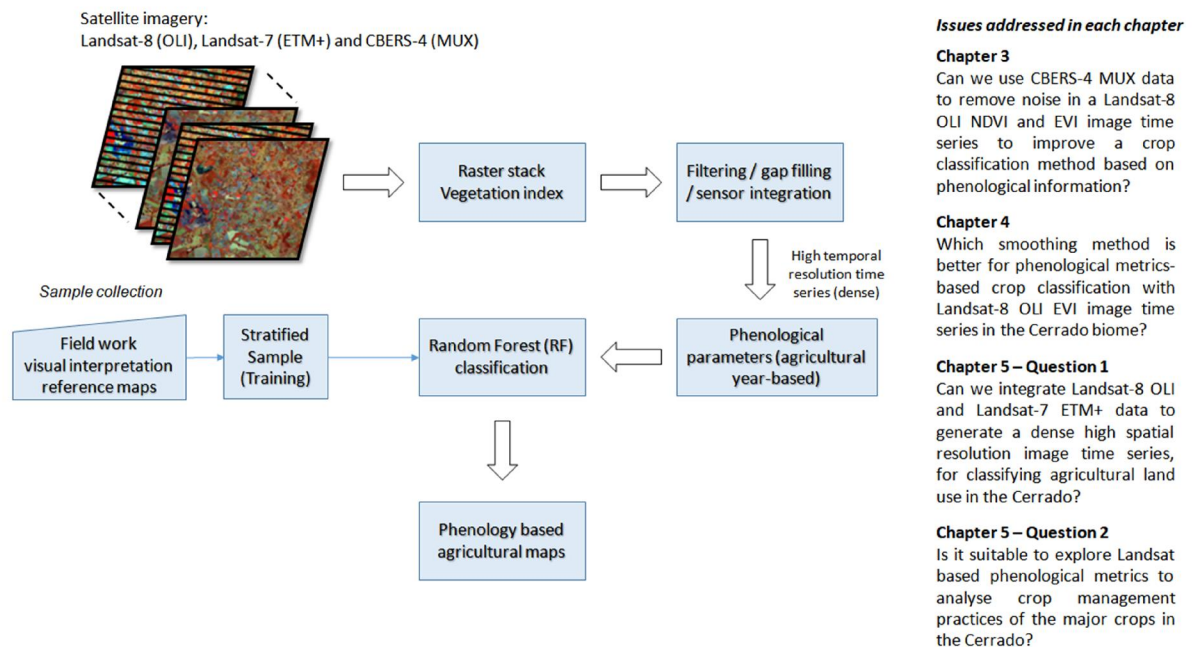 Satellite imagery:
Landsat-8 (OLI), Landsat-7 (ETM+) and CBERS-4 (MUX)
Raster stack
Vegetation index
Filtering / gap filling
/ sensor integration
High temporal
resolution time
series (dense)
Sample collection
Field work
visual interpretation
reference maps
Stratified
Sample
(Training)
Random Forest (RF)
classification
Phenological
parameters (agricultural
year-based)
Phenology based
agricultural maps
Issues addressed in each chapter
Chapter 3
Can we use CBERS-4 MUX data
to remove noise in a Landsat-8
OLI NDVI and EVI image time
series to improve a crop
classification method based on
phenological information?
Chapter 4
Which smoothing method is
better for phenological metrics-
based crop classification with
Landsat-8 OLI EVI image time
series in the Cerrado biome?
Chapter 5 – Question 1
Can we integrate Landsat-8 OLI
and Landsat-7 ETM+ data to
generate a dense high spatial
resolution image time series,
for classifying agricultural land
use in the Cerrado?
Chapter 5 – Question 2
Is it suitable to explore Landsat
based phenological metrics to
analyse crop management
practices of the major crops in
the Cerrado?